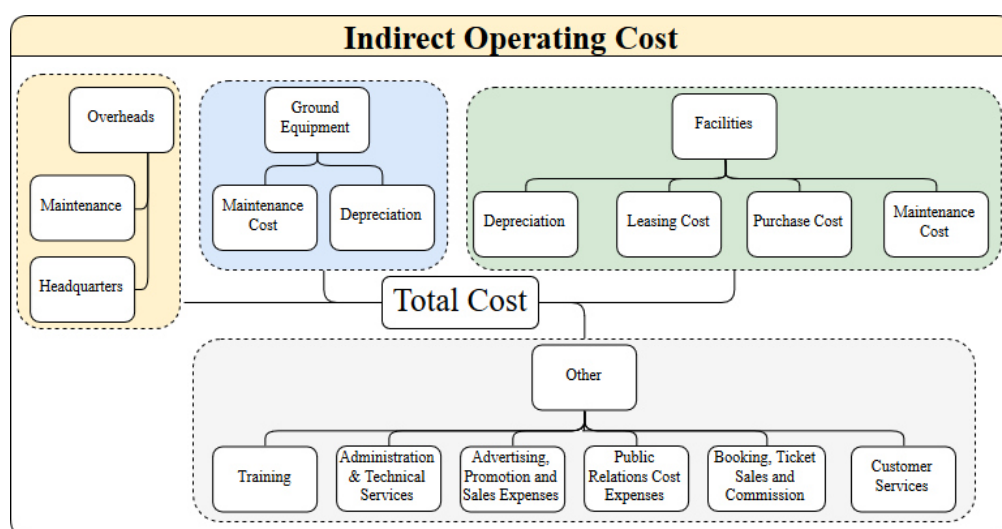 Indirect Operating Cost
Overheads
Maintenance
Headquarters
Ground
Equipment
Maintenance
Cost
Depreciation
Facilities
Depreciation
Leasing Cost
Purchase Cost
Maintenance
Cost
Total Cost
Other
Training
Administration
& Technical
Services
Advertising,
Promotion and
Sales Expenses
Public
Relations Cost
Expenses
Booking, Ticket
Sales and
Commission
Customer
Services